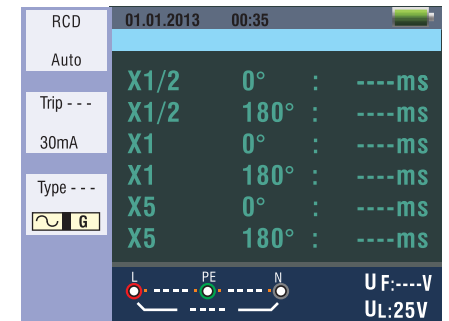 RCD
Auto
Trip - - -
30mA
Type - - -
G
01.01.2013 00:35
X1/2 0° : ----ms
X1/2 180° : ----ms
X1 0° : ----ms
X1 180° : ----ms
X5 0° : ----ms
X5 180° : ----ms
L PE N
UF:----V
UL:25V